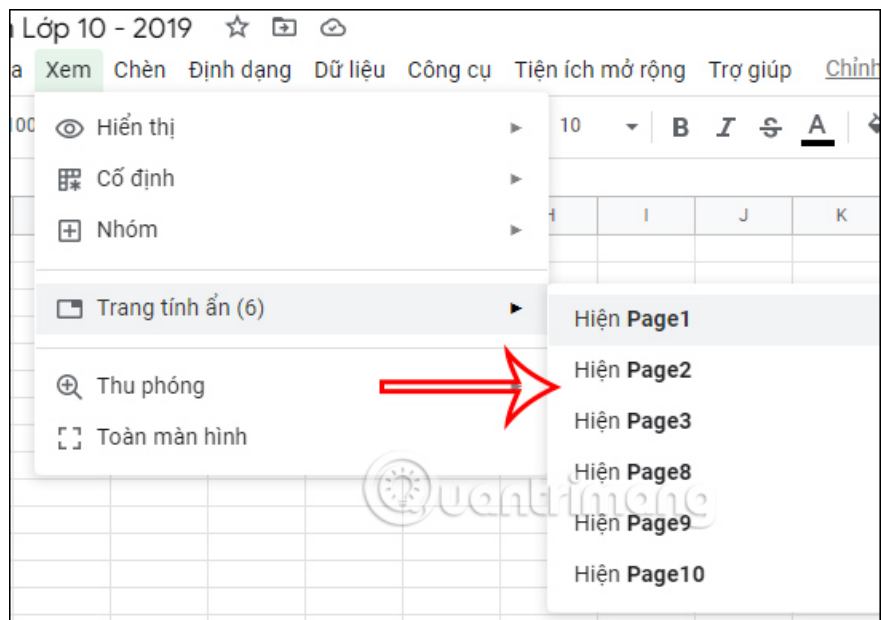 Lớp 10 - 2019
a Xem Chèn Định dạng Dữ liệu Công cụ Tiện ích mở rộng Trợ giúp Chỉnh
100 10 B I S A
Hiển thị
Cố định
Nhóm
H I J K
Trang tính ẩn (6)
Hiện Page1
Hiện Page2
Thu phóng
Hiện Page3
Toàn màn hình
Hiện Page8
Quantrimang
Hiện Page9
Hiện Page10